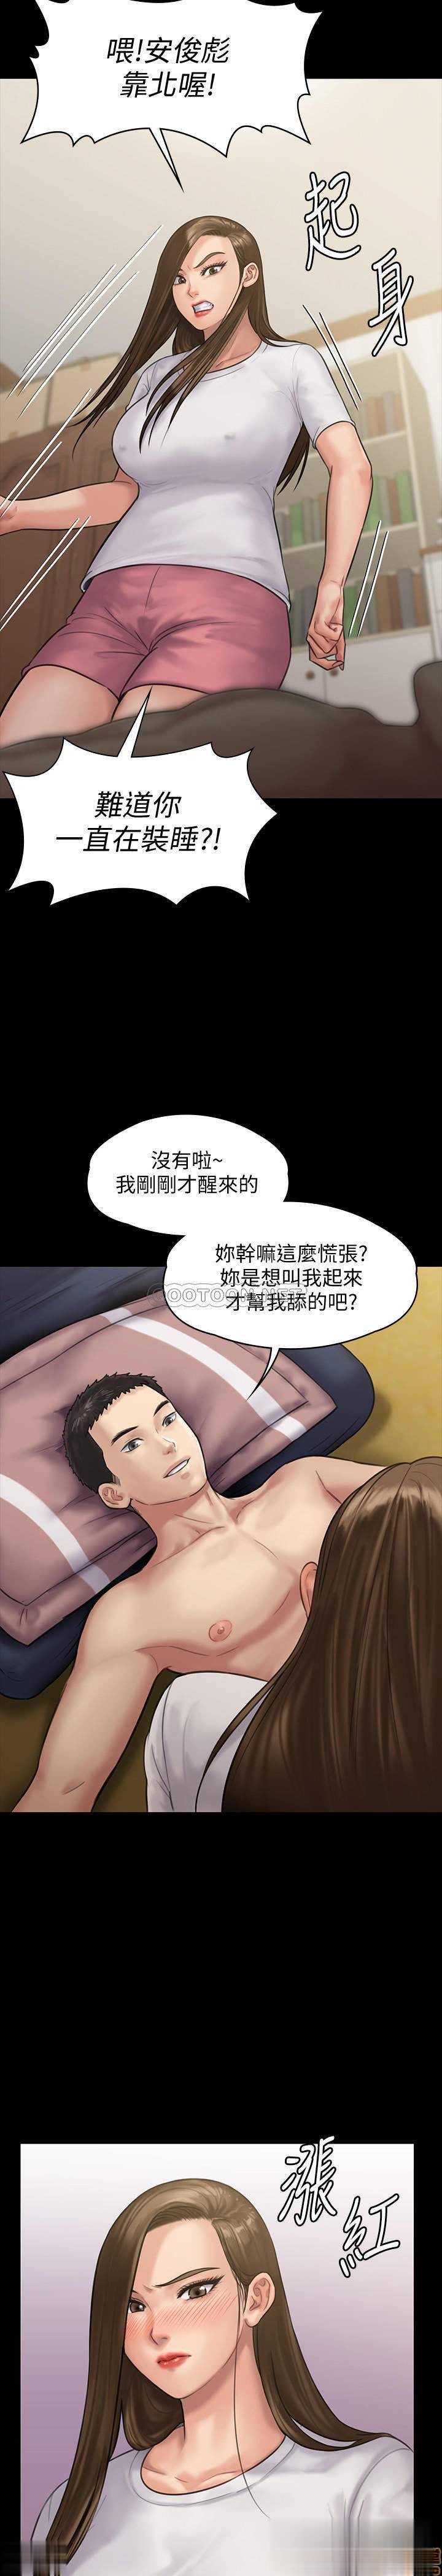 喂!安俊彪
靠北喔!
起身
難道你
一直在裝睡?!
沒有啦~
我剛剛才醒來的
妳幹嘛這麼慌張?
妳是想叫我起來
才幫我舔的吧?
漲紅